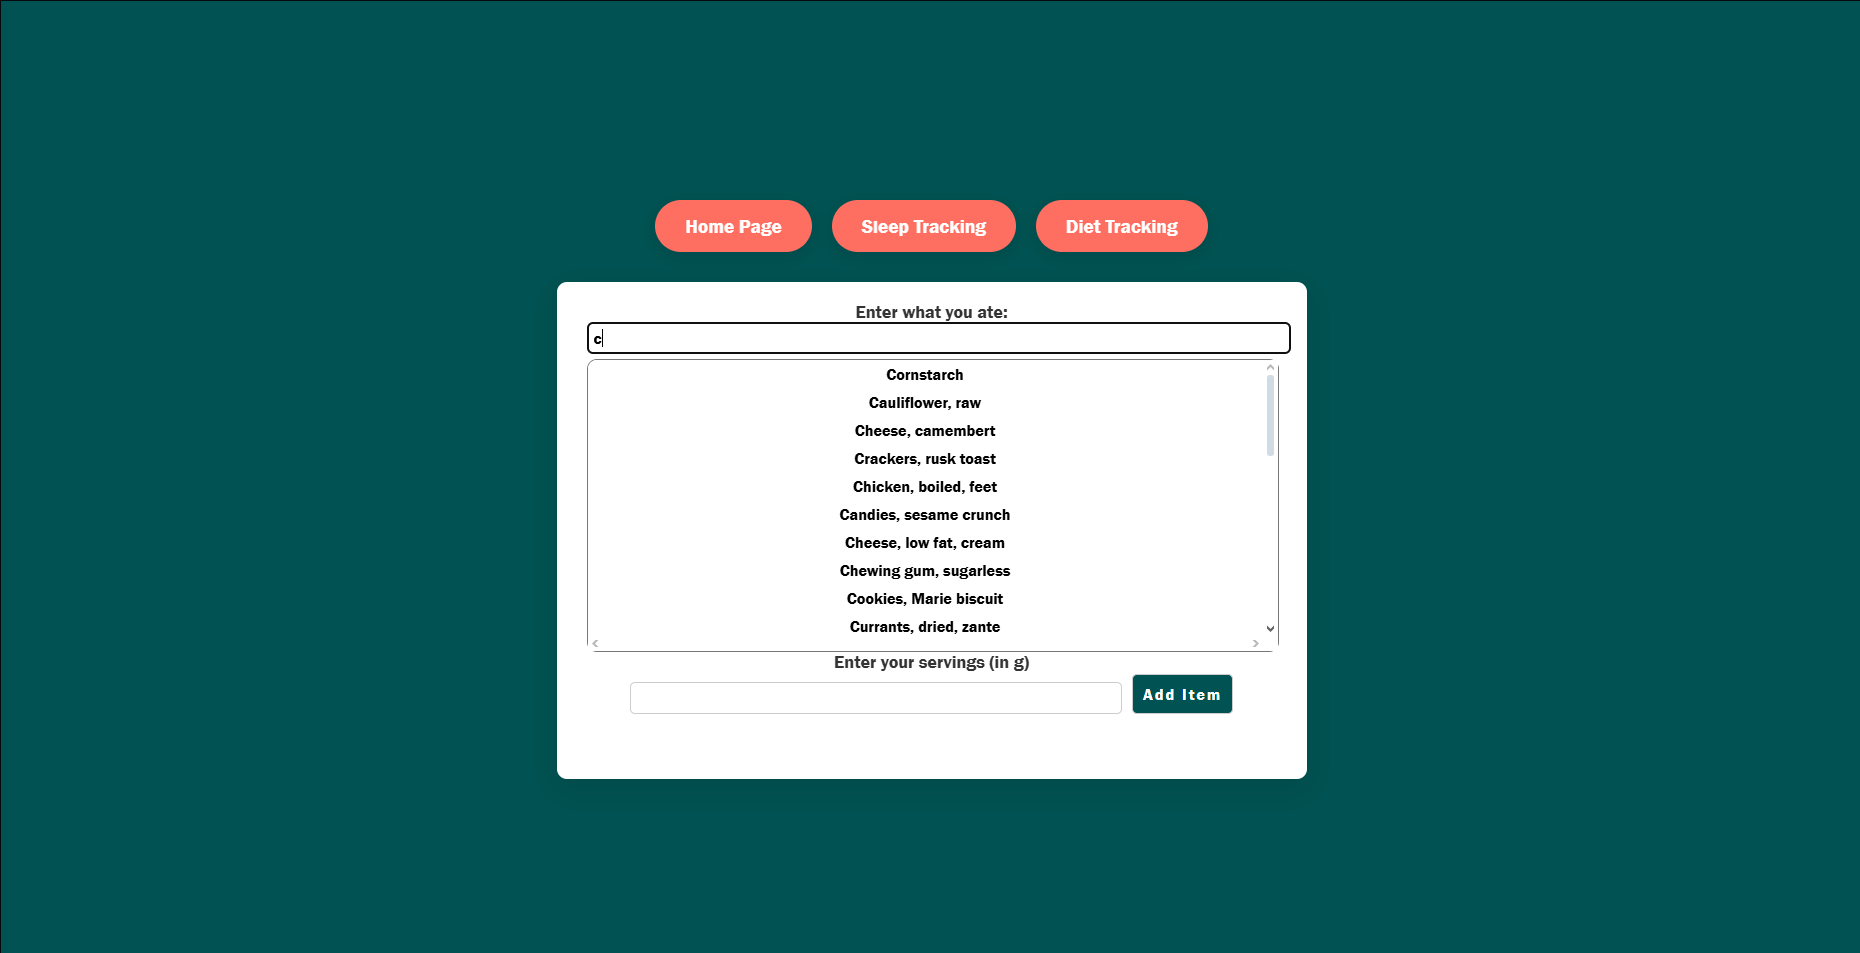 Home Page
Sleep Tracking
Diet Tracking
Enter what you ate:
c
Cornstarch
Cauliflower, raw
Cheese, camembert
Crackers, rusk toast
Chicken, boiled, feet
Candies, sesame crunch
Cheese, low fat, cream
Chewing gum, sugarless
Cookies, Marie biscuit
Currants, dried, zante
Enter your servings (in g)
Add Item